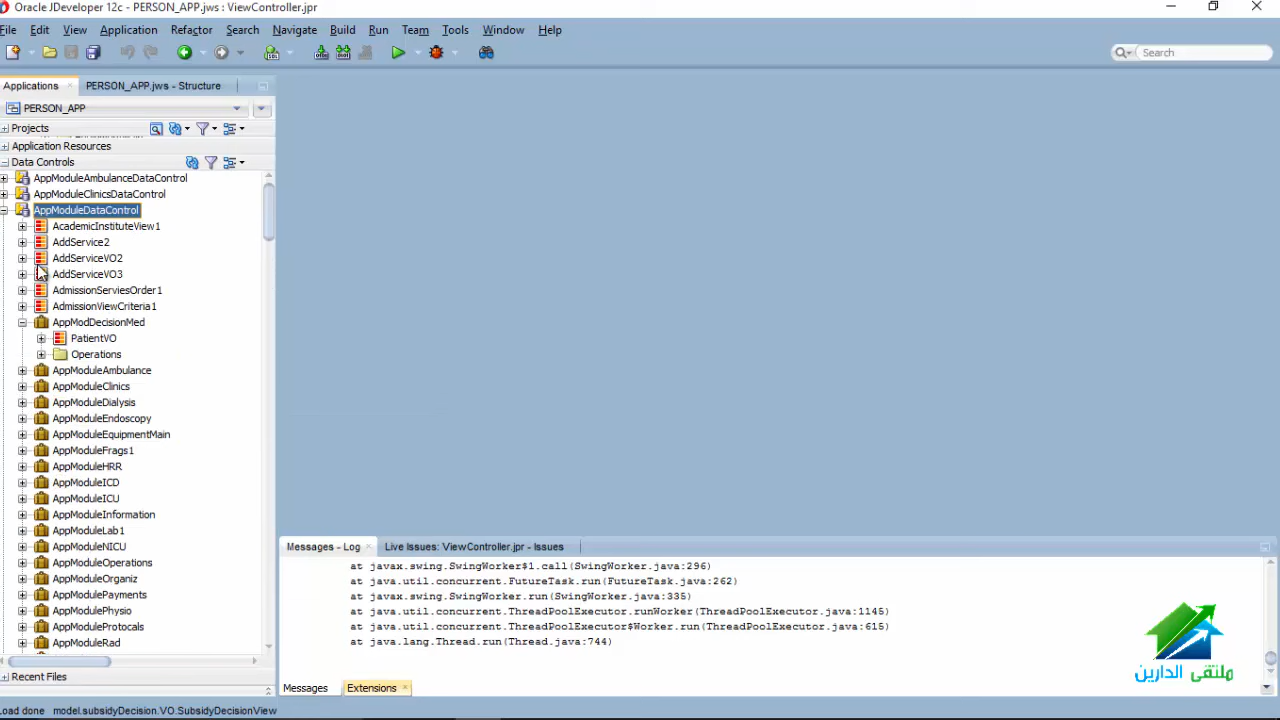 Oracle JDeveloper 12c - PERSON_APP.jws : ViewController.jpr
File Edit View Application Refactor Search Navigate Build Run Team Tools Window Help
Search
Applications PERSON_APP.jws - Structure
PERSON_APP
Projects
Application Resources
Data Controls
AppModuleAmbulanceDataControl
AppModuleClinicsDataControl
AppModuleDataControl
AcademicInstituteView1
AddService2
AddServiceVO2
AddServiceVO3
AdmissionServiesOrder1
AdmissionViewCriteria1
AppModDecisionMed
PatientVO
Operations
AppModuleAmbulance
AppModuleClinics
AppModuleDialysis
AppModuleEndoscopy
AppModuleEquipmentMain
AppModuleFrags1
AppModuleHRR
AppModuleICD
AppModuleICU
AppModuleInformation
AppModuleLab1
AppModuleNICU
AppModuleOperations
AppModuleOrganiz
AppModulePayments
AppModulePhysio
AppModuleProtocals
AppModuleRad
Recent Files
Messages - Log Live Issues: ViewController.jpr - Issues
at javax.swing.SwingWorker$1.call(SwingWorker.java:296)
at java.util.concurrent.FutureTask.run(FutureTask.java:262)
at javax.swing.SwingWorker.run(SwingWorker.java:335)
at java.util.concurrent.ThreadPoolExecutor.runWorker(ThreadPoolExecutor.java:1145)
at java.util.concurrent.ThreadPoolExecutor$Worker.run(ThreadPoolExecutor.java:615)
at java.lang.Thread.run(Thread.java:744)
Messages Extensions
ملتقى الدارين
Load done model.subsidyDecision.VO.SubsidyDecisionView